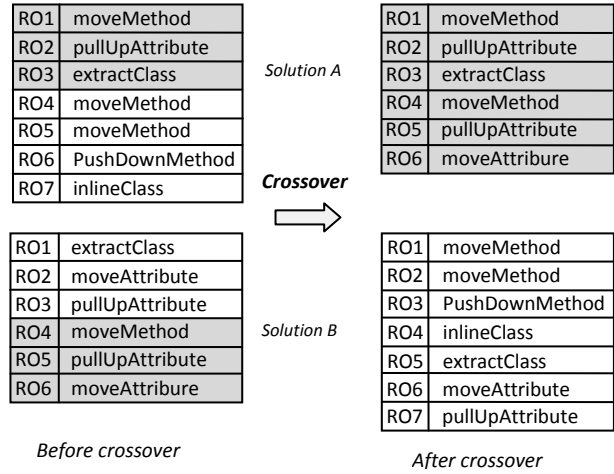 RO1 moveMethod
RO2 pullUpAttribute
RO3 extractClass
RO4 moveMethod
RO5 moveMethod
RO6 PushDownMethod
RO7 inlineClass
Solution A
RO1 moveMethod
RO2 pullUpAttribute
RO3 extractClass
RO4 moveMethod
RO5 pullUpAttribute
RO6 moveAttribure
Crossover
RO1 extractClass
RO2 moveAttribute
RO3 pullUpAttribute
RO4 moveMethod
RO5 pullUpAttribute
RO6 moveAttribure
Solution B
RO1 moveMethod
RO2 moveMethod
RO3 PushDownMethod
RO4 inlineClass
RO5 extractClass
RO6 moveAttribute
RO7 pullUpAttribute
Before crossover
After crossover